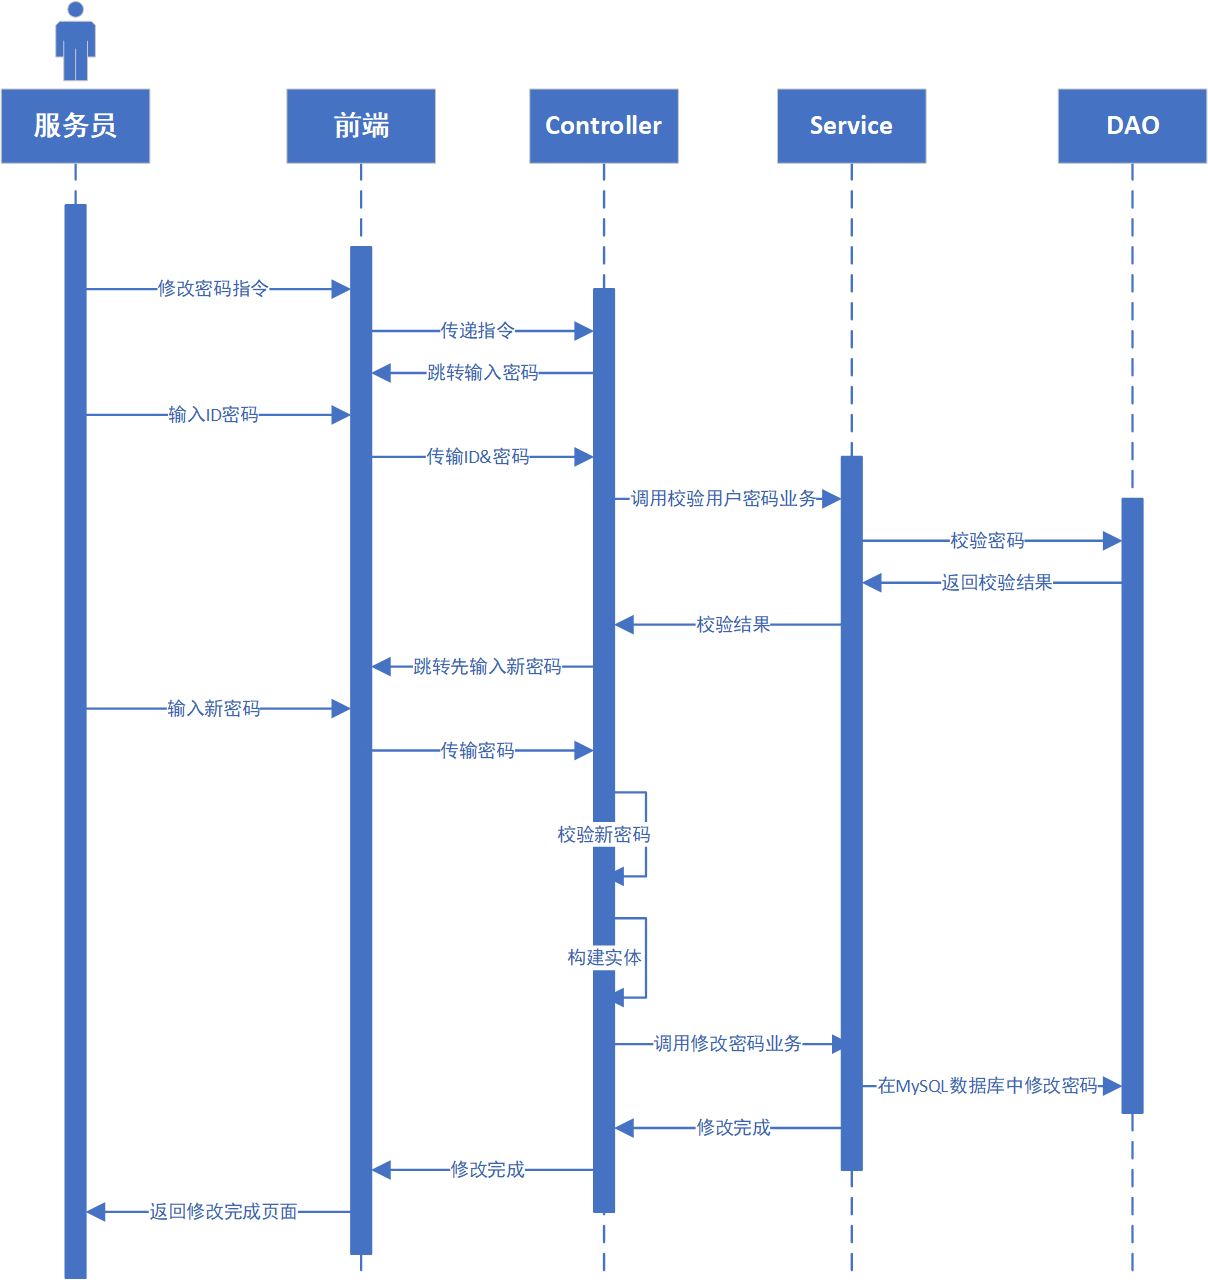 服务员
前端
Controller
Service
DAO
修改密码指令
传递指令
跳转输入密码
输入ID密码
传输ID&密码
调用校验用户密码业务
校验密码
返回校验结果
校验结果
跳转先输入新密码
输入新密码
传输密码
校验新密码
构建实体
调用修改密码业务
在MySQL数据库中修改密码
修改完成
修改完成
返回修改完成页面